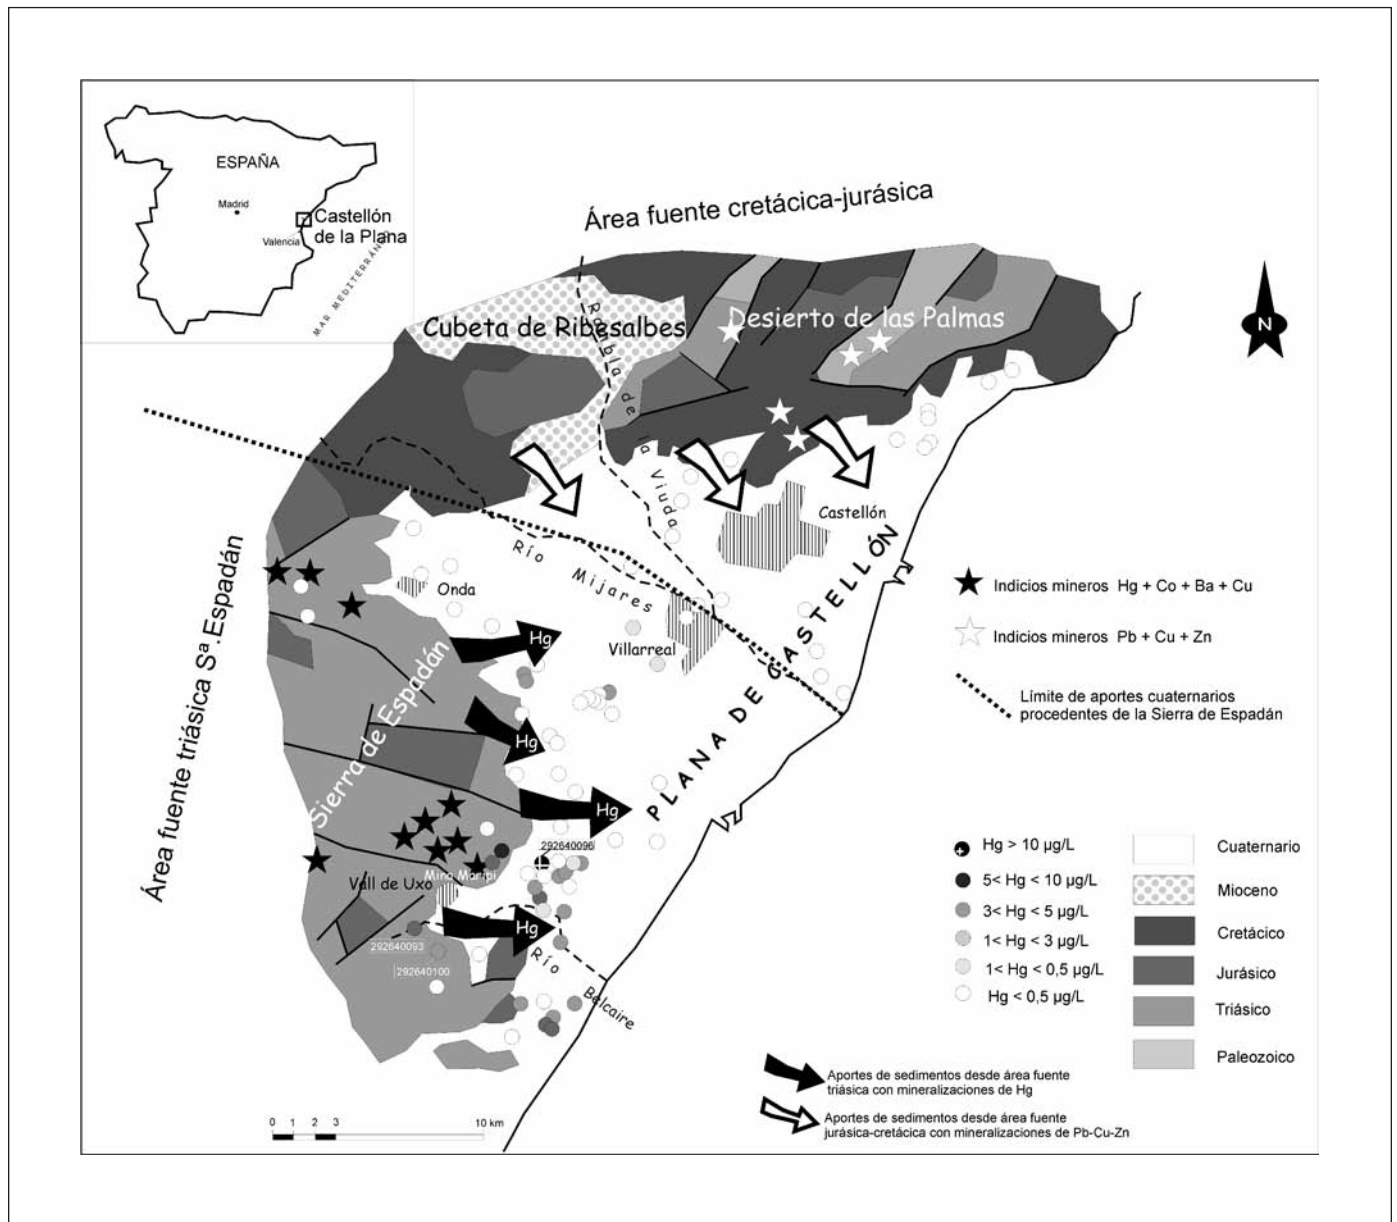 ESPAÑA
Madrid
Castellón
de la Plana
Valencia
MAR MEDITERRÁNEO
Área fuente cretácica-jurásica
N
Cubeta de Ribesalbes
Desierto de las Palmas
Rambla de la Viuda
Castellón
Río Mijares
Onda
Villarreal
PLANA DE CASTELLÓN
Área fuente triásica Sª.Espadán
Sierra de Espadán
Hg
Hg
Hg
Hg
292640096
Mina Maripi
Vall de Uxo
292640093
292640100
Río Belcaire
Indicios mineros Hg + Co + Ba + Cu
Indicios mineros Pb + Cu + Zn
Límite de aportes cuaternarios
procedentes de la Sierra de Espadán
Hg > 10 µg/L
5< Hg < 10 µg/L
3< Hg < 5 µg/L
1< Hg < 3 µg/L
1< Hg < 0,5 µg/L
Hg < 0,5 µg/L
Cuaternario
Mioceno
Cretácico
Jurásico
Triásico
Paleozoico
Aportes de sedimentos desde área fuente
triásica con mineralizaciones de Hg
Aportes de sedimentos desde área fuente
jurásica-cretácica con mineralizaciones de Pb-Cu-Zn
0 1 2 3 10 km